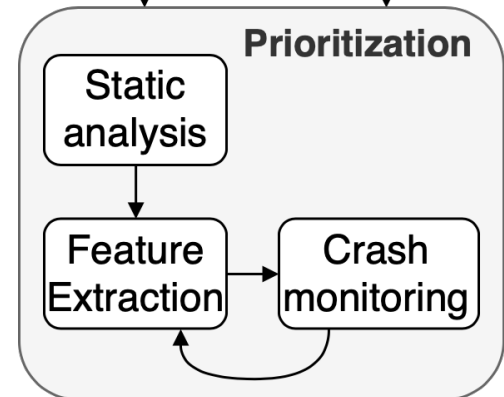 Prioritization
Static
analysis
Feature
Extraction
Crash
monitoring